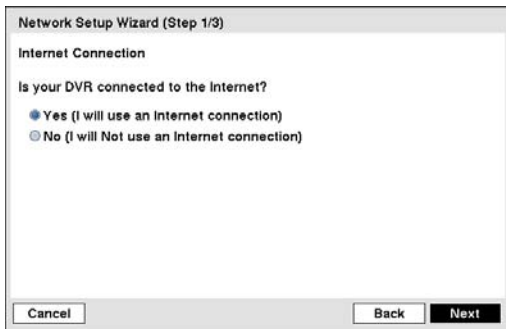 Network Setup Wizard (Step 1/3)
Internet Connection
Is your DVR connected to the Internet?
Yes (I will use an Internet connection)
No (I will Not use an Internet connection)
Cancel Back Next